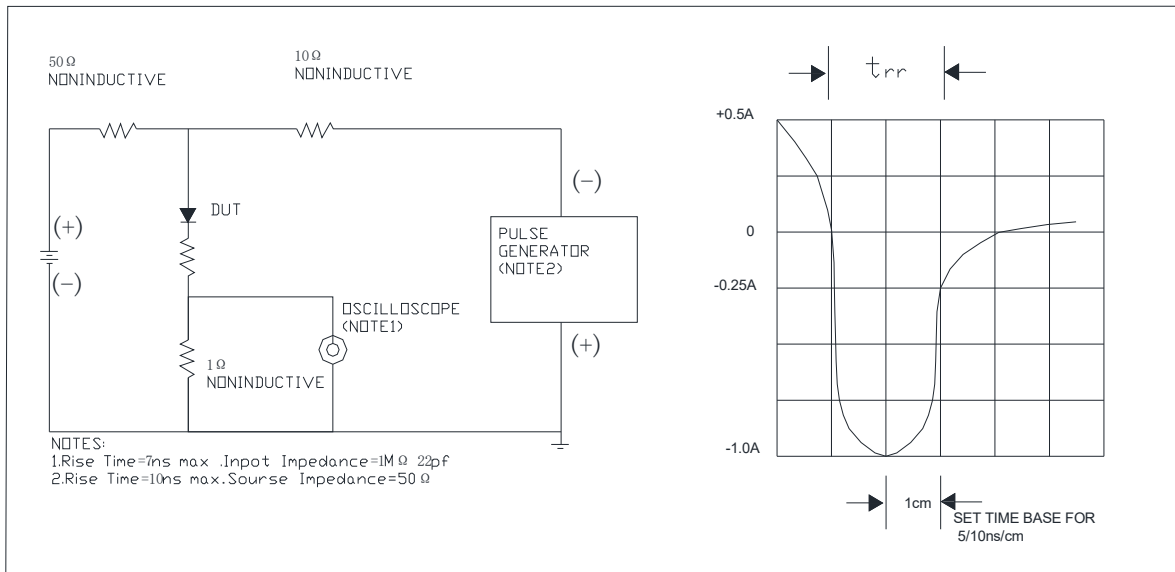 50Ω
NONINDUCTIVE
10Ω
NONINDUCTIVE
(+)
(-)
DUT
1Ω
NONINDUCTIVE
OSCILLOSCOPE
(NOTE1)
(-)
PULSE
GENERATOR
(NOTE2)
(+)
NOTES:
1.Rise Time=7ns max .Inpot Impedance=1MΩ 22pf
2.Rise Time=10ns max.Sourse Impedance=50 Ω
trr
+0.5A
0
-0.25A
-1.0A
1cm
SET TIME BASE FOR
5/10ns/cm